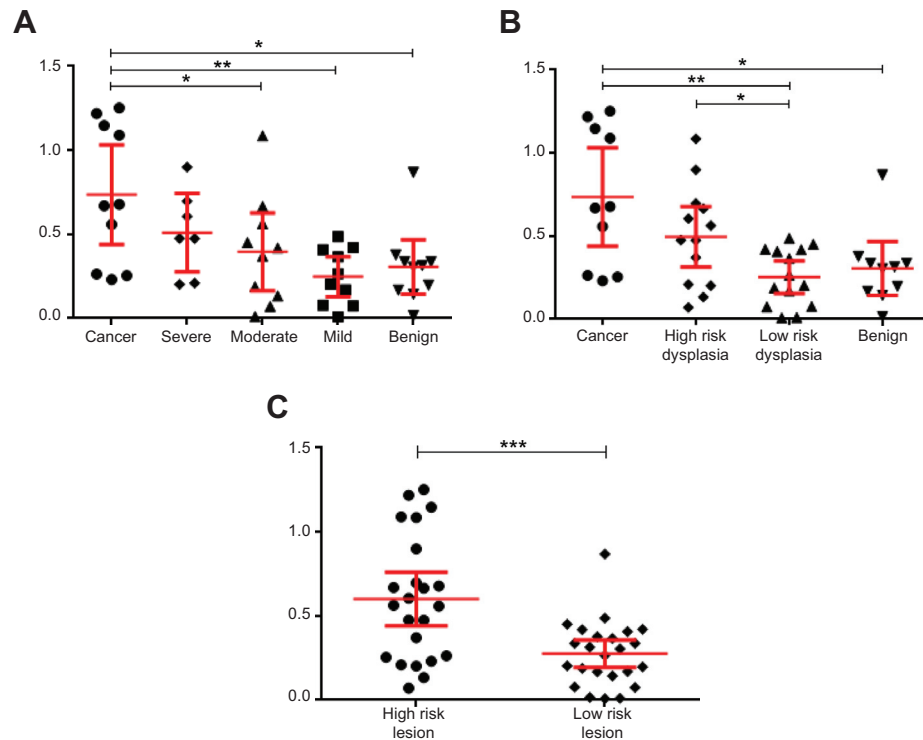 A
*
**
*
1.5
1.0
0.5
0.0
Cancer Severe Moderate Mild Benign
B
*
**
*
1.5
1.0
0.5
0.0
Cancer High risk Low risk Benign
dysplasia dysplasia
C
***
1.5
1.0
0.5
0.0
High risk Low risk
lesion lesion